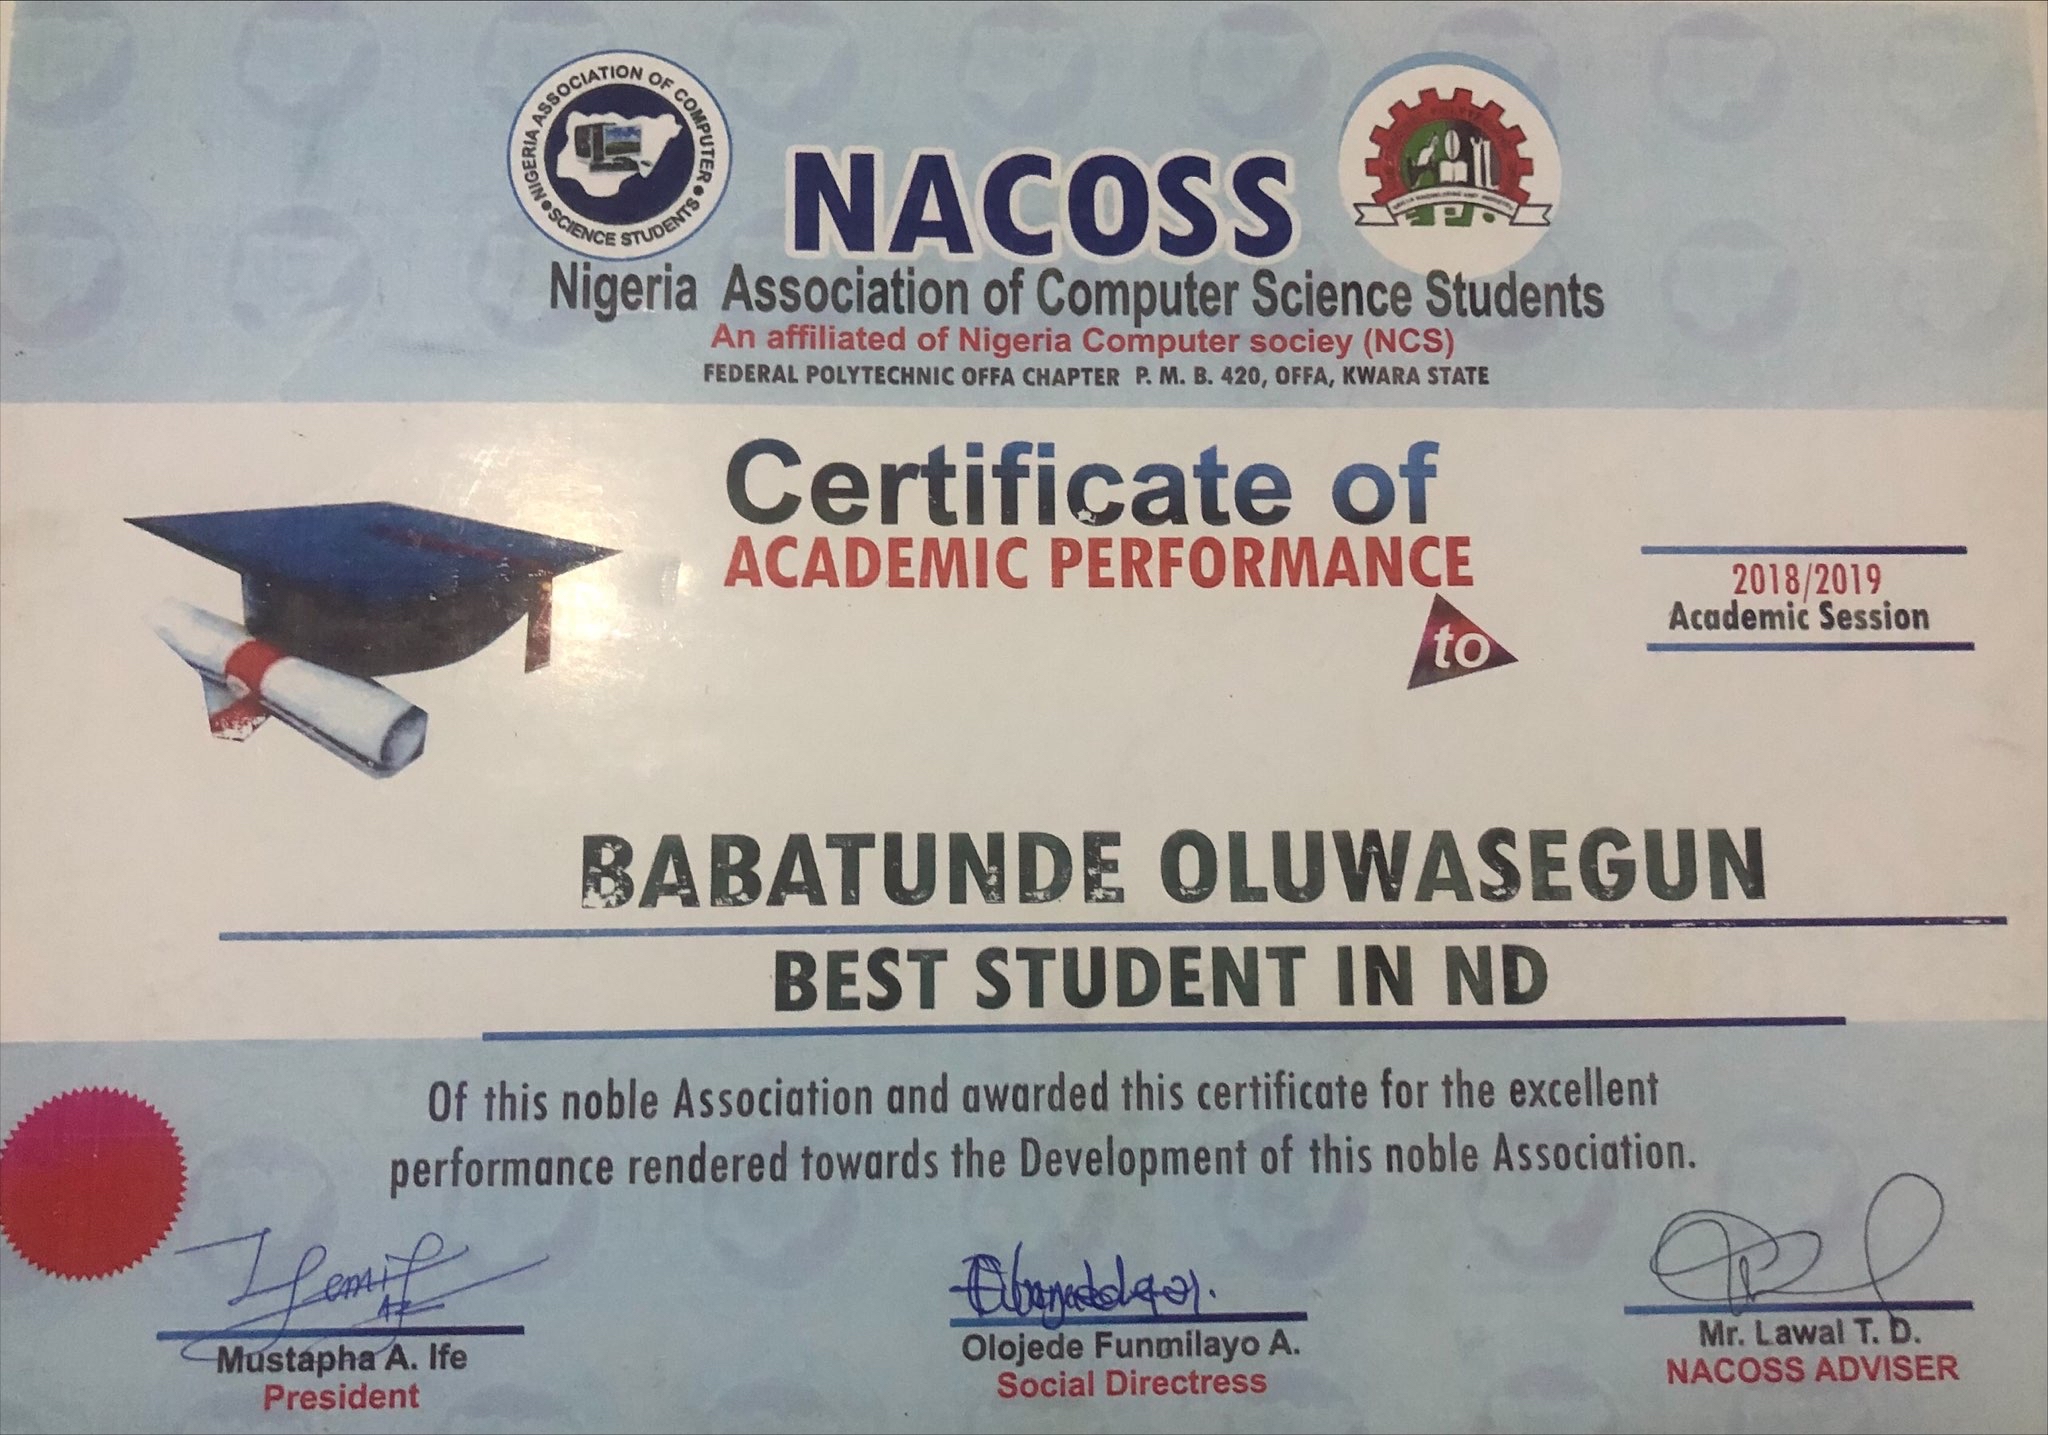 NIGERIA ASSOCIATION OF COMPUTER
SCIENCE STUDENTS
NACOSS
Nigeria Association of Computer Science Students
An affiliated of Nigeria Computer sociey (NCS)
FEDERAL POLYTECHNIC OFFA CHAPTER P. M. B. 420, OFFA, KWARA STATE
Certificate of
ACADEMIC PERFORMANCE
to
2018/2019
Academic Session
BABATUNDE OLUWASEGUN
BEST STUDENT IN ND
Of this noble Association and awarded this certificate for the excellent
performance rendered towards the Development of this noble Association.
Mustapha A. Ife
President
Olojede Funmilayo A.
Social Directress
Mr. Lawal T. D.
NACOSS ADVISER